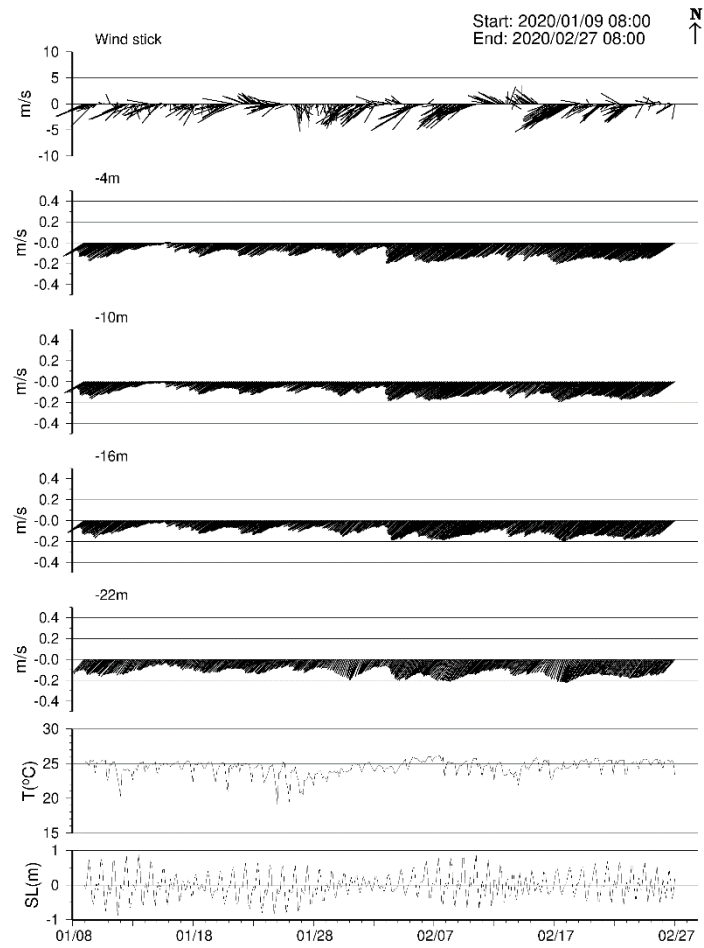 Wind stick
Start: 2020/01/09 08:00
End: 2020/02/27 08:00
N
m/s
10
5
0
-5
-10
-4m
m/s
0.4
0.2
-0.0
-0.2
-0.4
-10m
m/s
0.4
0.2
-0.0
-0.2
-0.4
-16m
m/s
0.4
0.2
-0.0
-0.2
-0.4
-22m
m/s
0.4
0.2
-0.0
-0.2
-0.4
T(°C)
30
25
20
15
SL(m)
1
0
-1
01/08 01/18 01/28 02/07 02/17 02/27